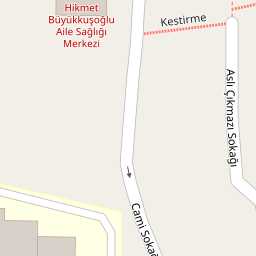 Hikmet
Büyükkuşoğlu
Aile Sağlığı
Merkezi
Kestirme
Aslı Çıkmazı Sokağı
Cami Sokağı